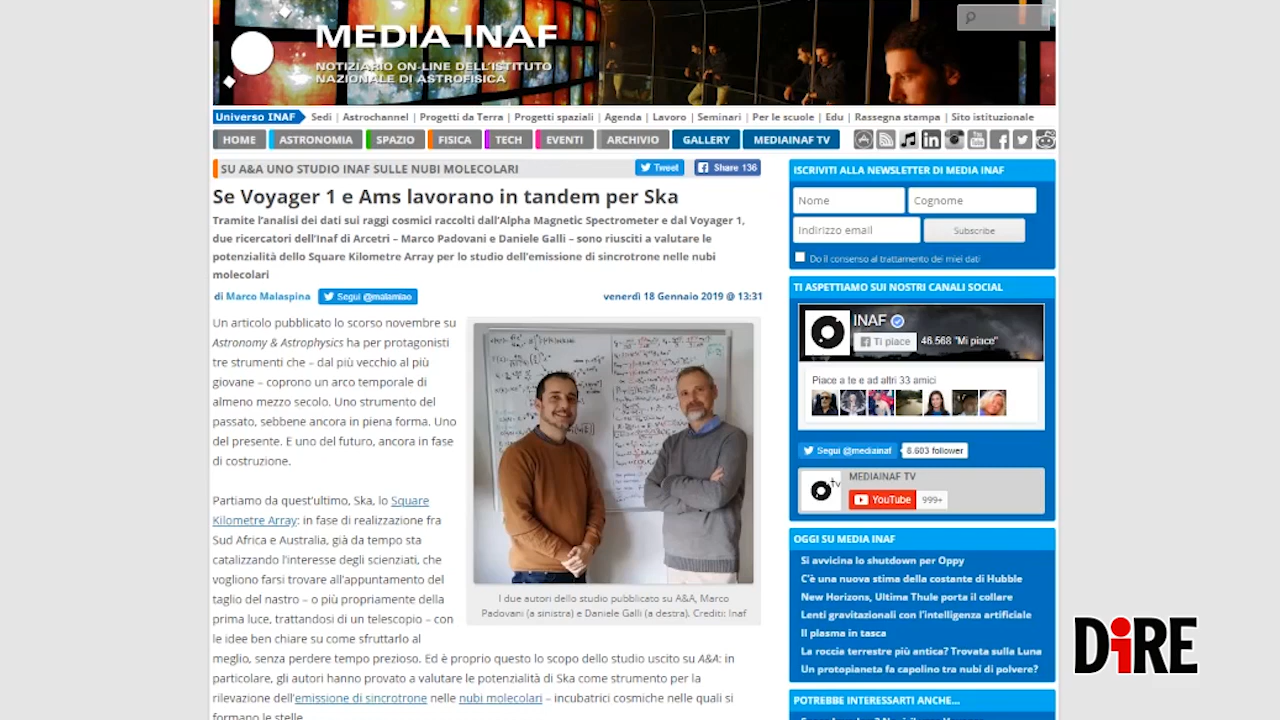 MEDIA INAF
NOTIZIARIO ON-LINE DELL'ISTITUTO
NAZIONALE DI ASTROFISICA
Universo INAF Sedi | Astrochannel | Progetti da Terra | Progetti spaziali | Agenda | Lavoro | Seminari | Per le scuole | Edu | Rassegna stampa | Sito istituzionale
HOME ASTRONOMIA SPAZIO FISICA TECH EVENTI ARCHIVIO GALLERY MEDIAINAF TV
SU A&A UNO STUDIO INAF SULLE NUBI MOLECOLARI
Tweet Share 136
Se Voyager 1 e Ams lavorano in tandem per Ska
Tramite l'analisi dei dati sui raggi cosmici raccolti dall'Alpha Magnetic Spectrometer e dal Voyager 1,
due ricercatori dell'Inaf di Arcetri – Marco Padovani e Daniele Galli – sono riusciti a valutare le
potenzialità dello Square Kilometre Array per lo studio dell'emissione di sincrotrone nelle nubi
molecolari
di Marco Malaspina Segui @malamiao venerdì 18 Gennaio 2019 @ 13:31
Un articolo pubblicato lo scorso novembre su
Astronomy & Astrophysics ha per protagonisti
tre strumenti che – dal più vecchio al più
giovane – coprono un arco temporale di
almeno mezzo secolo. Uno strumento del
passato, sebbene ancora in piena forma. Uno
del presente. E uno del futuro, ancora in fase
di costruzione.
Partiamo da quest'ultimo, Ska, lo Square
Kilometre Array: in fase di realizzazione fra
Sud Africa e Australia, già da tempo sta
catalizzando l'interesse degli scienziati, che
vogliono farsi trovare all'appuntamento del
taglio del nastro – o più propriamente della
prima luce, trattandosi di un telescopio – con
le idee ben chiare su come sfruttarlo al
meglio, senza perdere tempo prezioso. Ed è proprio questo lo scopo dello studio uscito su A&A: in
particolare, gli autori hanno provato a valutare le potenzialità di Ska come strumento per la
rilevazione dell'emissione di sincrotrone nelle nubi molecolari – incubatrici cosmiche nelle quali si
formano le stelle.
I due autori dello studio pubblicato su A&A, Marco
Padovani (a sinistra) e Daniele Galli (a destra). Crediti: Inaf
ISCRIVITI ALLA NEWSLETTER DI MEDIA INAF
Nome Cognome
Indirizzo email Subscribe
Do il consenso al trattamento dei miei dati
TI ASPETTIAMO SUI NOSTRI CANALI SOCIAL
INAF
Ti piace 46.568 "Mi piace"
Piace a te e ad altri 33 amici
Segui @mediainaf 8.603 follower
MEDIAINAF TV
YouTube 999+
OGGI SU MEDIA INAF
Si avvicina lo shutdown per Oppy
C'è una nuova stima della costante di Hubble
New Horizons, Ultima Thule porta il collare
Lenti gravitazionali con l'intelligenza artificiale
Il plasma in tasca
La roccia terrestre più antica? Trovata sulla Luna
Un protopianeta fa capolino tra nubi di polvere?
POTREBBE INTERESSARTI ANCHE...
DiRE